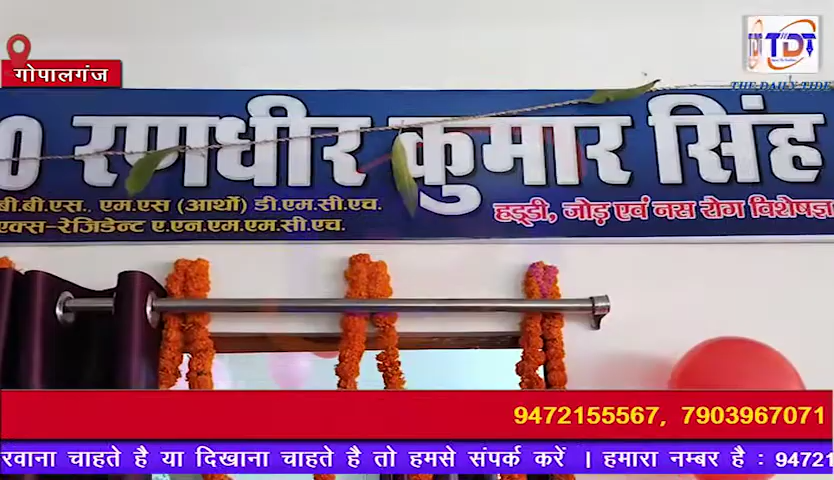 TDT
THE DAILY TIDE
गोपालगंज
0 रणधीर कुमार सिंह
बी.बी.एस., एम.एस (आर्थो) डी.एम.सी.एच.
हड्डी, जोड़ एवं नस रोग विशेषज्ञ
एक्स-रेजिडेन्ट ए.एन.एम.एम.सी.एच.
9472155567, 7903967071
रवाना चाहते है या दिखाना चाहते है तो हमसे संपर्क करें । हमारा नम्बर है : 94721